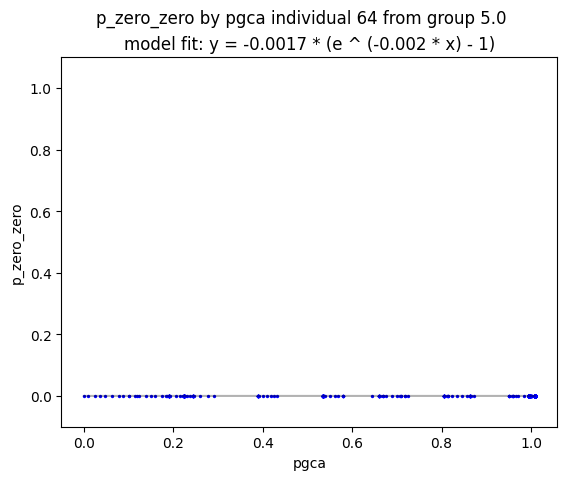 p_zero_zero by pgca individual 64 from group 5.0
model fit: y = -0.0017 * (e ^ (-0.002 * x) - 1)
1.0
0.8
0.6
0.4
0.2
0.0
p_zero_zero
0.0 0.2 0.4 0.6 0.8 1.0
pgca